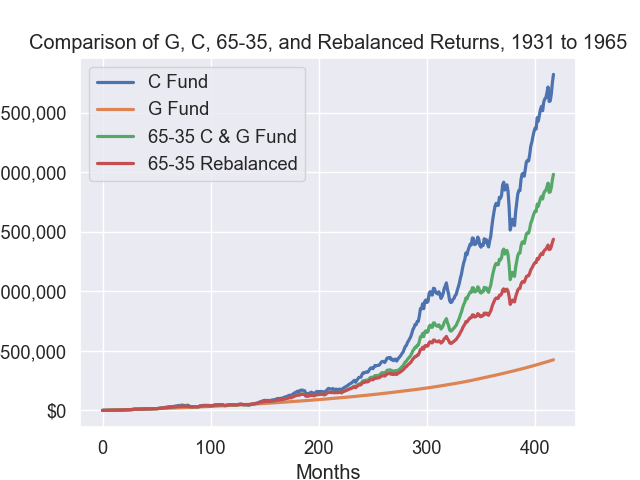 Comparison of G, C, 65-35, and Rebalanced Returns, 1931 to 1965
C Fund
G Fund
65-35 C & G Fund
65-35 Rebalanced
500,000
000,000
500,000
000,000
500,000
$0
0
100
200
300
400
Months